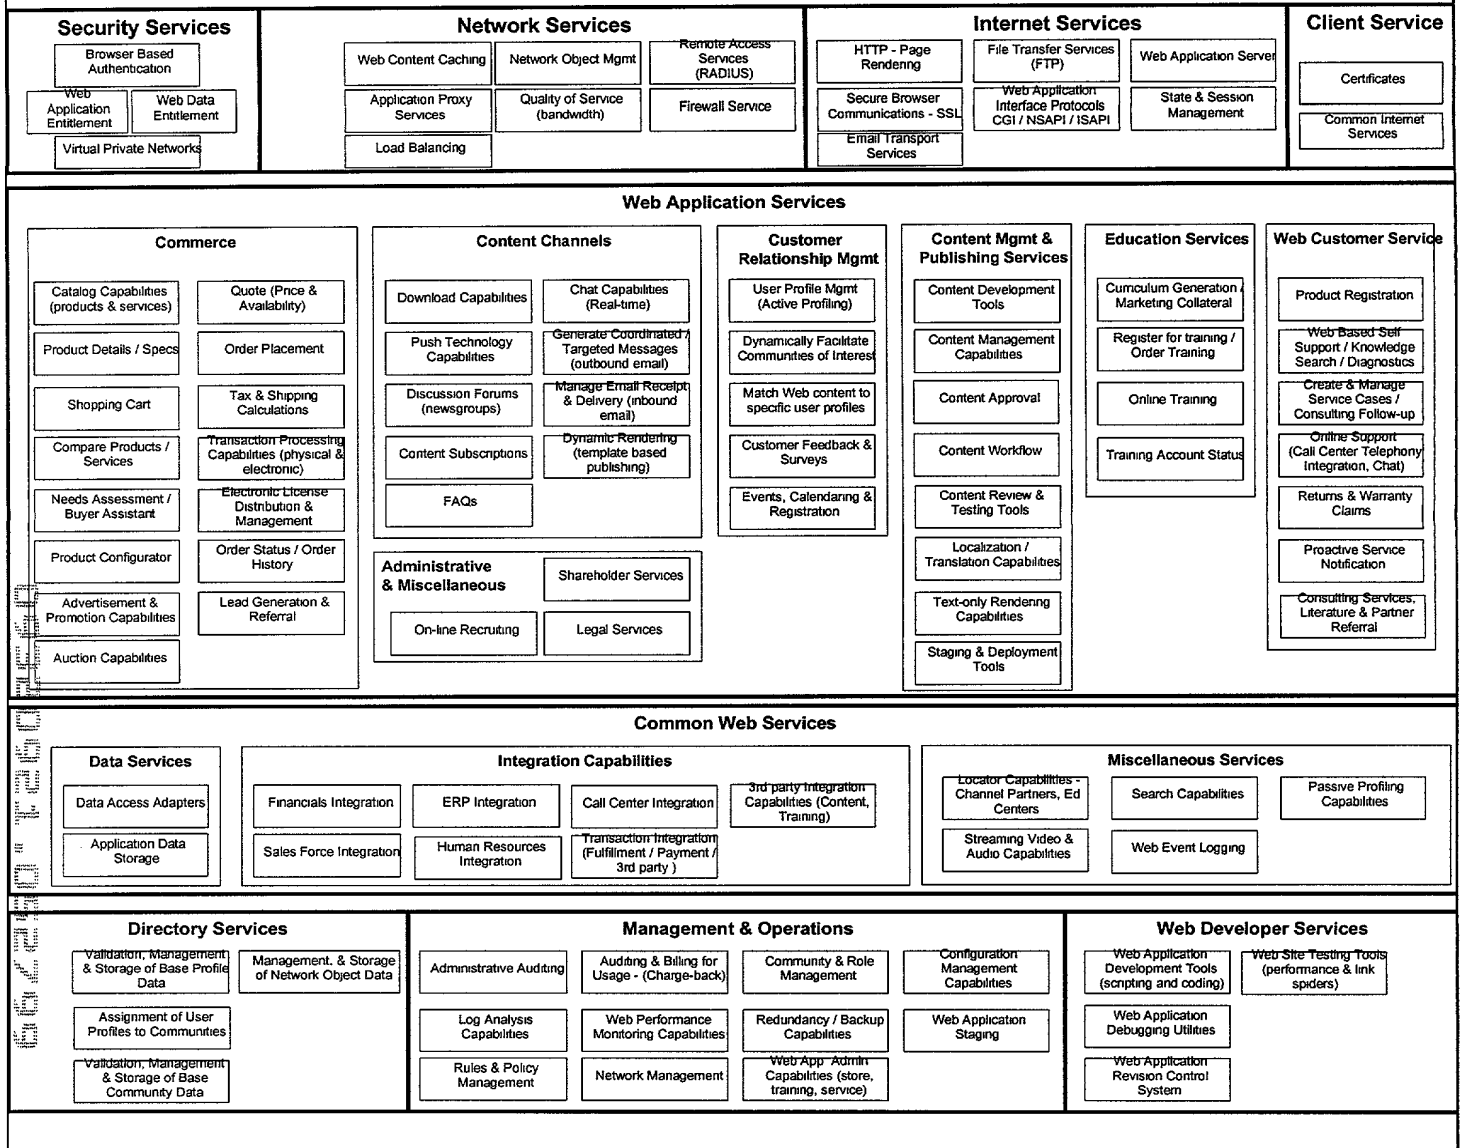 Security Services
Browser Based
Authentication
Web
Application
Entitlement
Web Data
Entitlement
Virtual Private Networks
Network Services
Web Content Caching
Network Object Mgmt
Remote Access
Services
(RADIUS)
Application Proxy
Services
Quality of Service
(bandwidth)
Firewall Service
Load Balancing
Internet Services
HTTP - Page
Rendering
File Transfer Services
(FTP)
Web Application Server
Secure Browser
Communications - SSL
Web Application
Interface Protocols
CGI / NSAPI / ISAPI
State & Session
Management
Email Transport
Services
Client Service
Certificates
Common Internet
Services
Web Application Services
Commerce
Catalog Capabilities
(products & services)
Quote (Price &
Availability)
Product Details / Specs
Order Placement
Shopping Cart
Tax & Shipping
Calculations
Compare Products /
Services
Transaction Processing
Capabilities (physical &
electronic)
Needs Assessment /
Buyer Assistant
Electronic License
Distribution &
Management
Product Configurator
Order Status / Order
History
Advertisement &
Promotion Capabilities
Lead Generation &
Referral
Auction Capabilities
Content Channels
Download Capabilities
Chat Capabilities
(Real-time)
Push Technology
Capabilities
Generate Coordinated /
Targeted Messages
(outbound email)
Discussion Forums
(newsgroups)
Manage Email Receipt
& Delivery (inbound
email)
Content Subscriptions
Dynamic Rendering
(template based
publishing)
FAQs
Administrative
& Miscellaneous
Shareholder Services
On-line Recruiting
Legal Services
Customer
Relationship Mgmt
User Profile Mgmt
(Active Profiling)
Dynamically Facilitate
Communities of Interest
Match Web content to
specific user profiles
Customer Feedback &
Surveys
Events, Calendaring &
Registration
Content Mgmt &
Publishing Services
Content Development
Tools
Content Management
Capabilities
Content Approval
Content Workflow
Content Review &
Testing Tools
Localization /
Translation Capabilities
Text-only Rendering
Capabilities
Staging & Deployment
Tools
Education Services
Curriculum Generation /
Marketing Collateral
Register for training /
Order Training
Online Training
Training Account Status
Web Customer Service
Product Registration
Web Based Self
Support / Knowledge
Search / Diagnostics
Create & Manage
Service Cases /
Consulting Follow-up
Online Support
(Call Center Telephony
Integration, Chat)
Returns & Warranty
Claims
Proactive Service
Notification
Consulting Services,
Literature & Partner
Referral
Common Web Services
Data Services
Data Access Adapters
Application Data
Storage
Integration Capabilities
Financials Integration
ERP Integration
Call Center Integration
3rd party Integration
Capabilities (Content,
Training)
Sales Force Integration
Human Resources
Integration
Transaction Integration
(Fulfillment / Payment /
3rd party )
Miscellaneous Services
Locator Capabilities -
Channel Partners, Ed
Centers
Search Capabilities
Passive Profiling
Capabilities
Streaming Video &
Audio Capabilities
Web Event Logging
Directory Services
Validation, Management
& Storage of Base Profile
Data
Management. & Storage
of Network Object Data
Assignment of User
Profiles to Communities
Validation, Management
& Storage of Base
Community Data
Management & Operations
Administrative Auditing
Auditing & Billing for
Usage - (Charge-back)
Community & Role
Management
Configuration
Management
Capabilities
Log Analysis
Capabilities
Web Performance
Monitoring Capabilities
Redundancy / Backup
Capabilities
Web Application
Staging
Rules & Policy
Management
Network Management
Web App Admin
Capabilities (store,
training, service)
Web Developer Services
Web Application
Development Tools
(scripting and coding)
Web Site Testing Tools
(performance & link
spiders)
Web Application
Debugging Utilities
Web Application
Revision Control
System